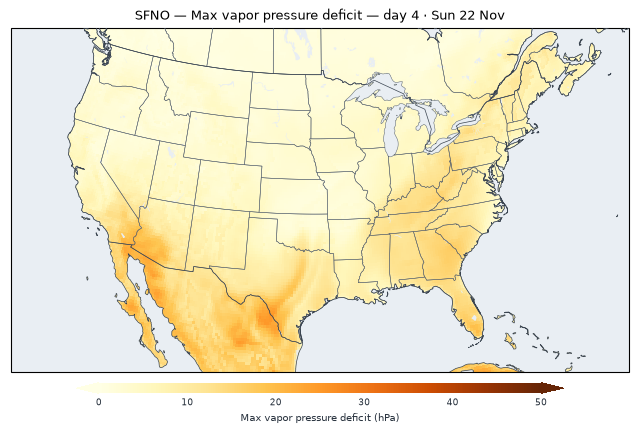 SFNO — Max vapor pressure deficit — day 4 · Sun 22 Nov
0 10 20 30 40 50
Max vapor pressure deficit (hPa)